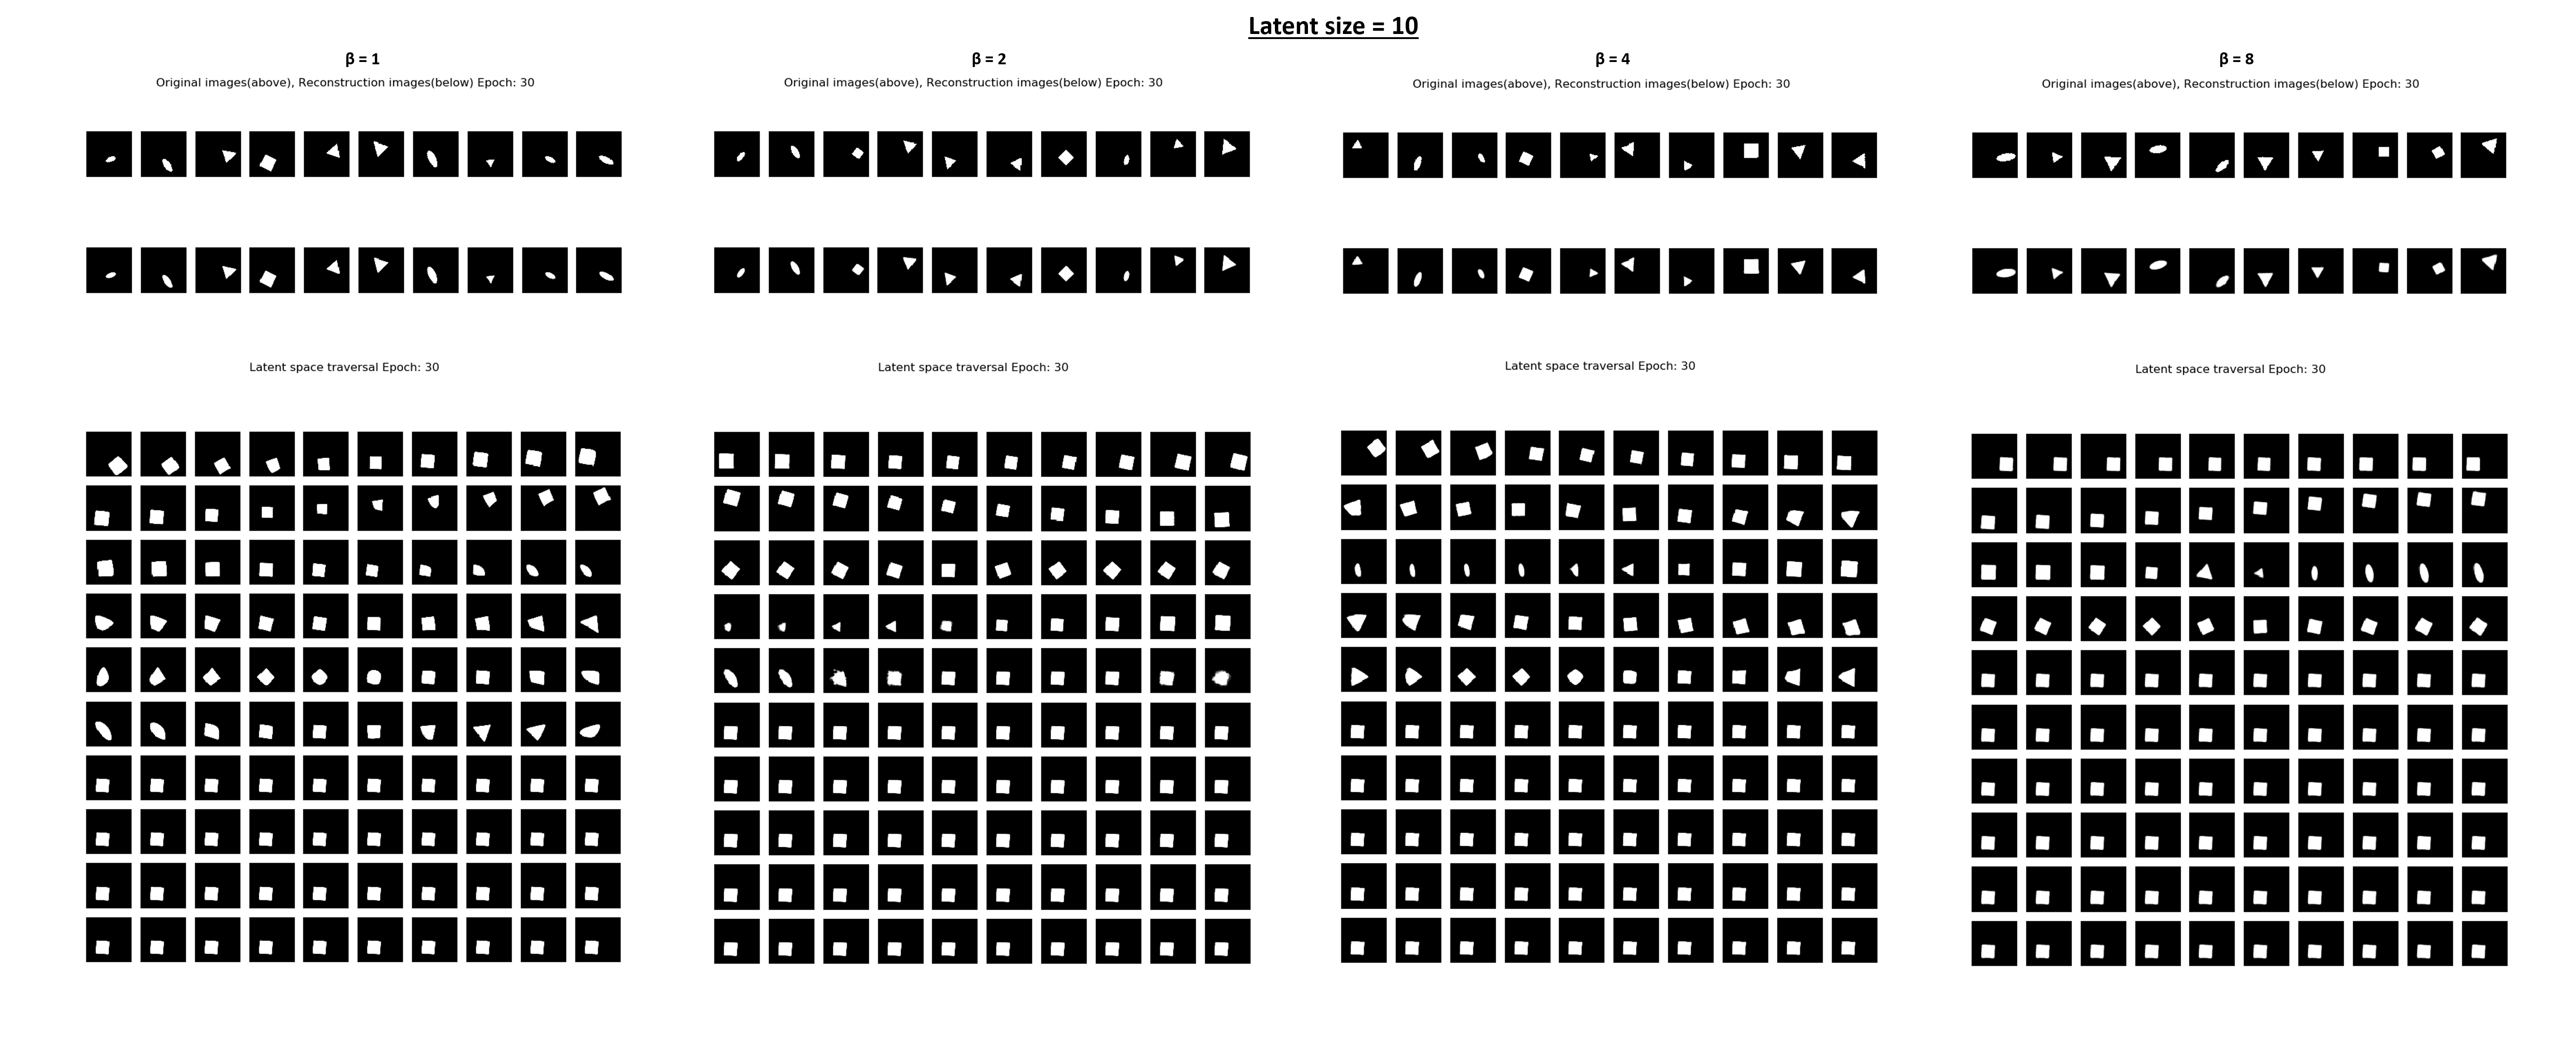 Latent size = 10
β = 1
β = 2
β = 4
β = 8
Original images(above), Reconstruction images(below) Epoch: 30
Original images(above), Reconstruction images(below) Epoch: 30
Original images(above), Reconstruction images(below) Epoch: 30
Original images(above), Reconstruction images(below) Epoch: 30
Latent space traversal Epoch: 30
Latent space traversal Epoch: 30
Latent space traversal Epoch: 30
Latent space traversal Epoch: 30